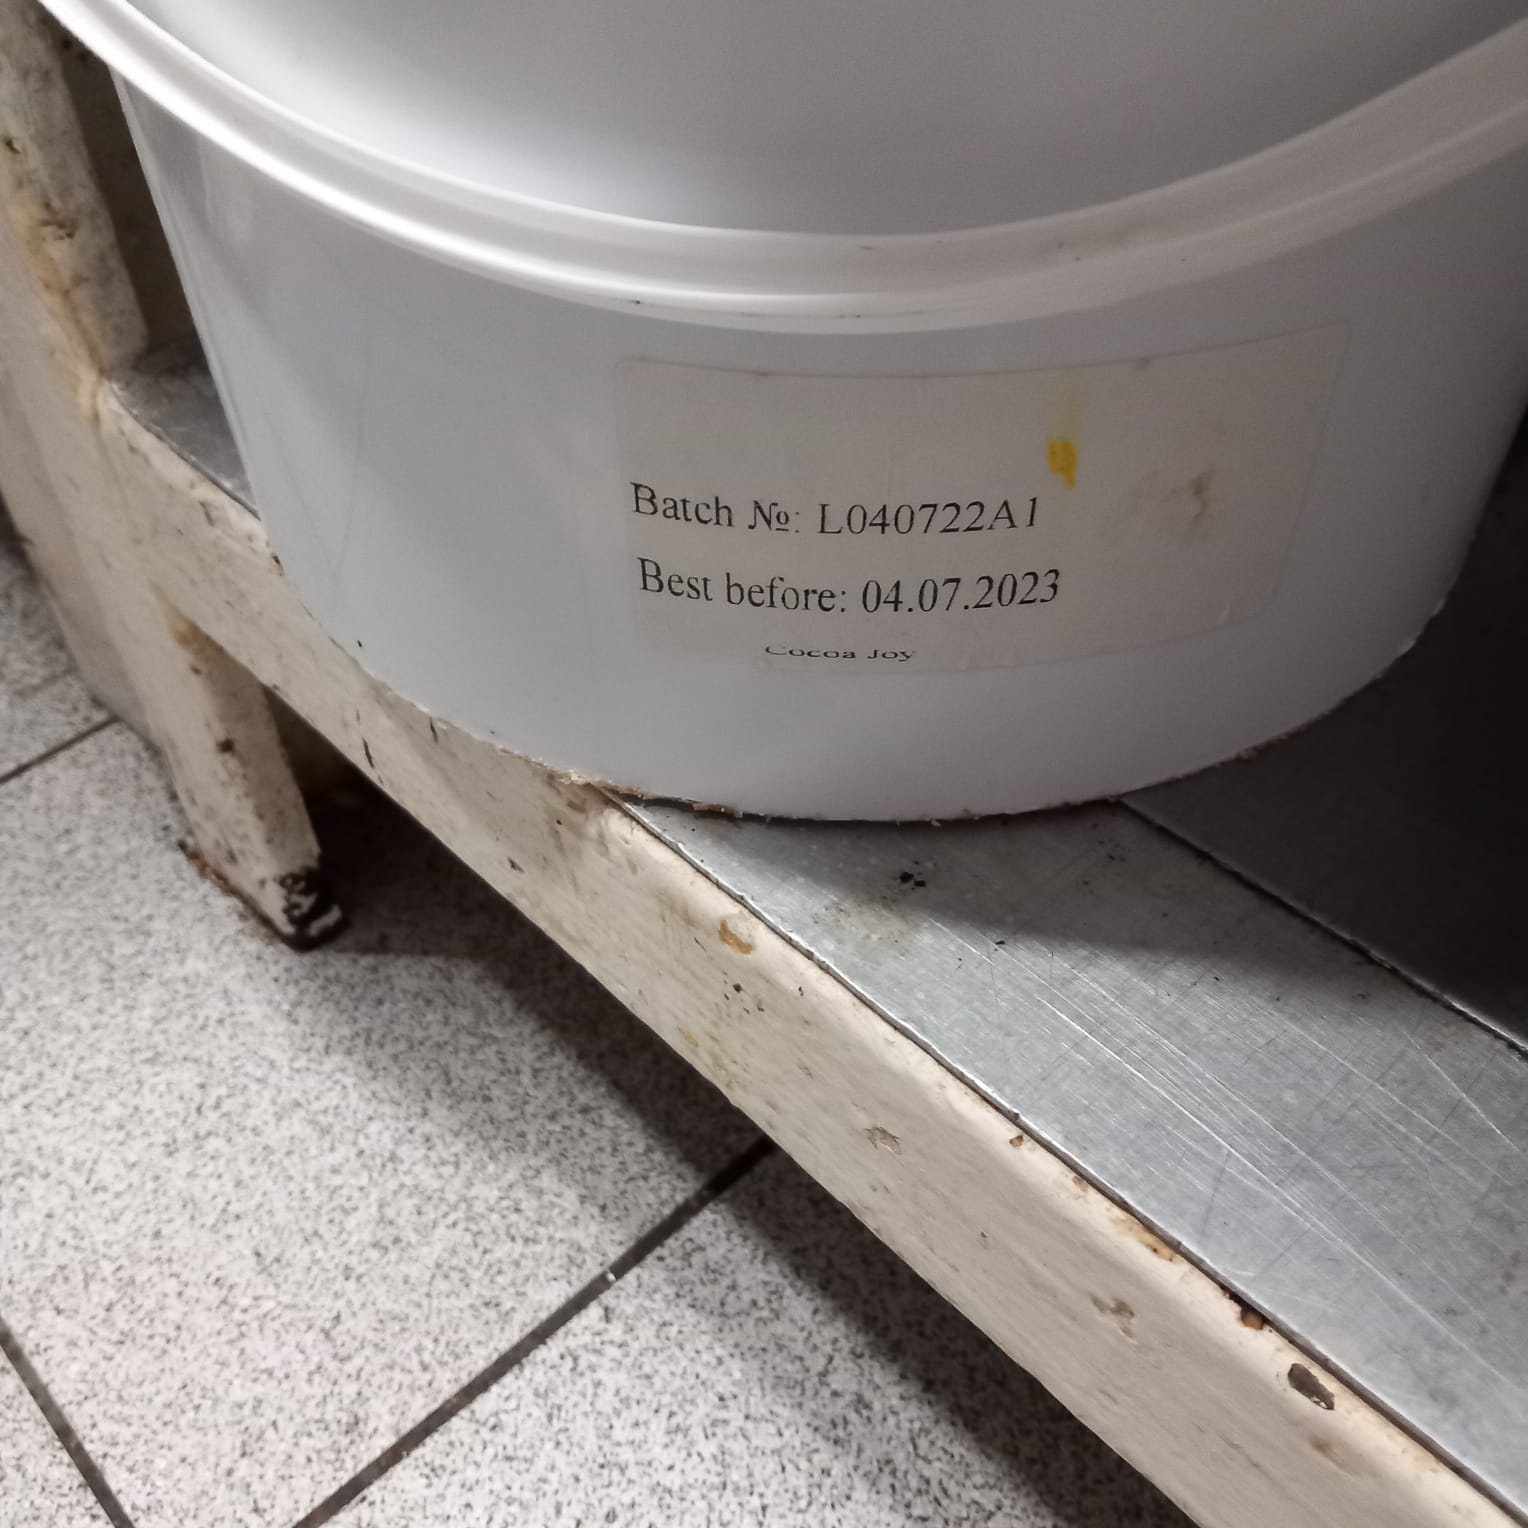 Batch №: L040722A1
Best before: 04.07.2023
Cocoa Joy